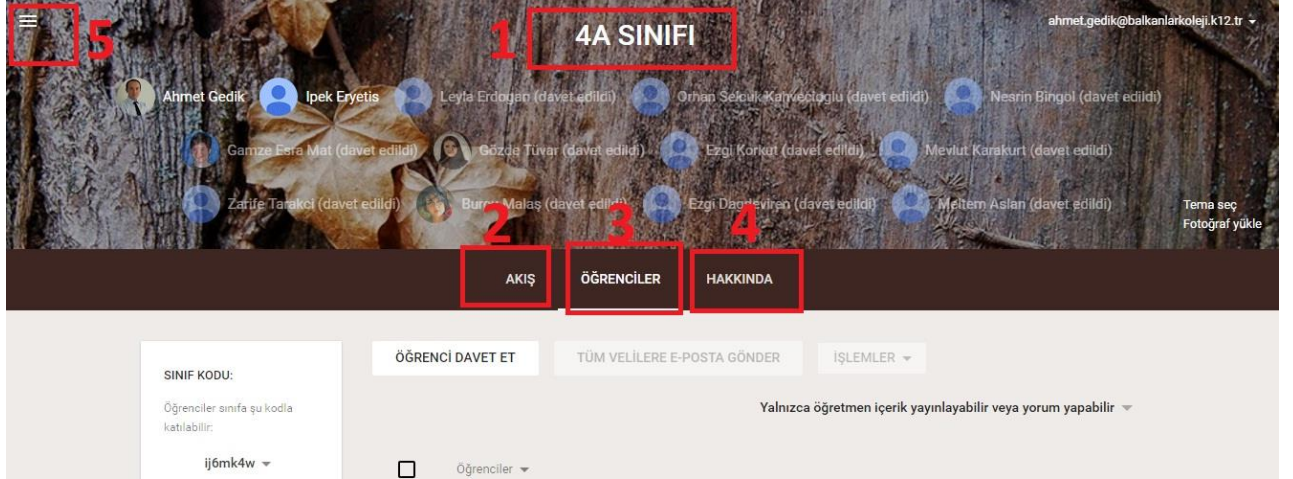 5
1
4A SINIFI
ahmet.gedik@balkanlarkoleji.k12.tr
Ahmet Gedik Ipek Eryetis Leyla Erdogan (davet edildi) Orhan Selcuk Kahvecioglu (davet edildi) Nesrin Bingol (davet edildi)
Gamze Esra Mat (davet edildi) Gözde Tüvar (davet edildi) Ezgi Korkut (davet edildi) Mevlut Karakurt (davet edildi)
Zarife Tarakci (davet edildi) Burcu Malaş (davet edildi) Ezgi Dagdeviren (davet edildi) Meltem Aslan (davet edildi)
Tema seç
Fotoğraf yükle
2 3 4
AKIŞ ÖĞRENCİLER HAKKINDA
SINIF KODU:
Öğrenciler sınıfa şu kodla
katılabilir:
ij6mk4w
ÖĞRENCİ DAVET ET TÜM VELİLERE E-POSTA GÖNDER İŞLEMLER
Yalnızca öğretmen içerik yayınlayabilir veya yorum yapabilir
Öğrenciler